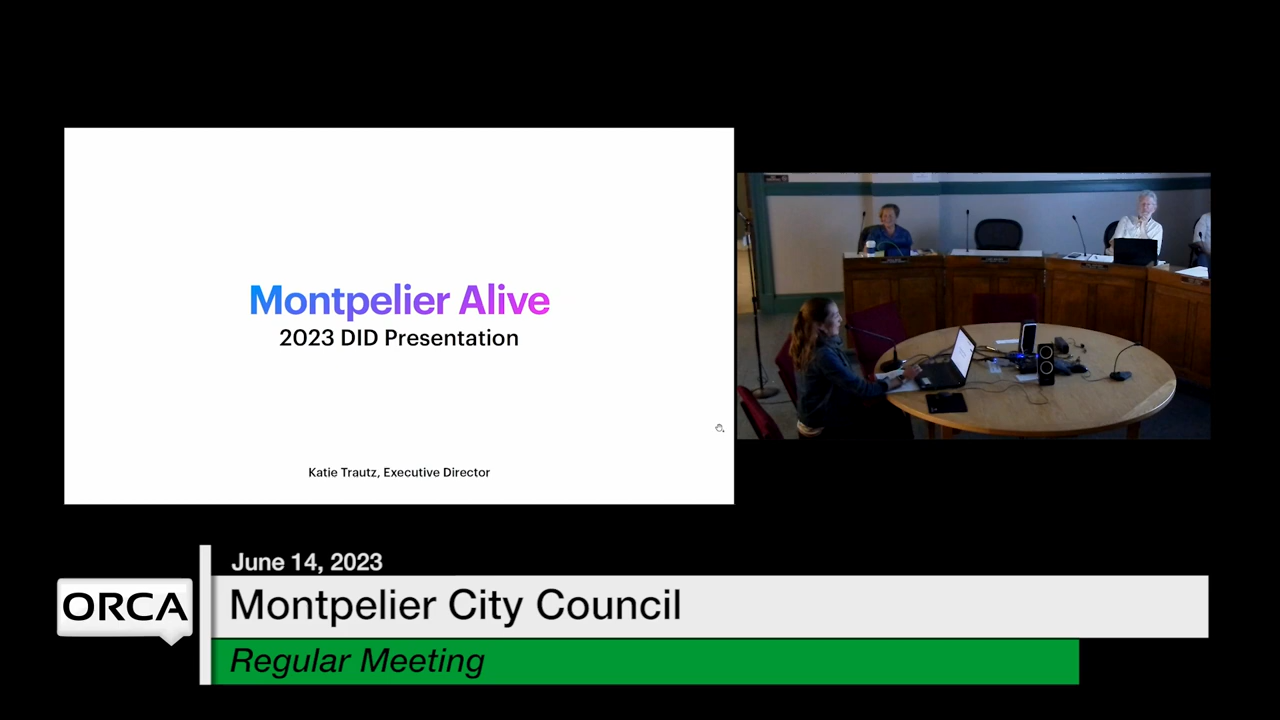 Montpelier Alive
2023 DID Presentation
Katie Trautz, Executive Director
June 14, 2023
ORCA
Montpelier City Council
Regular Meeting